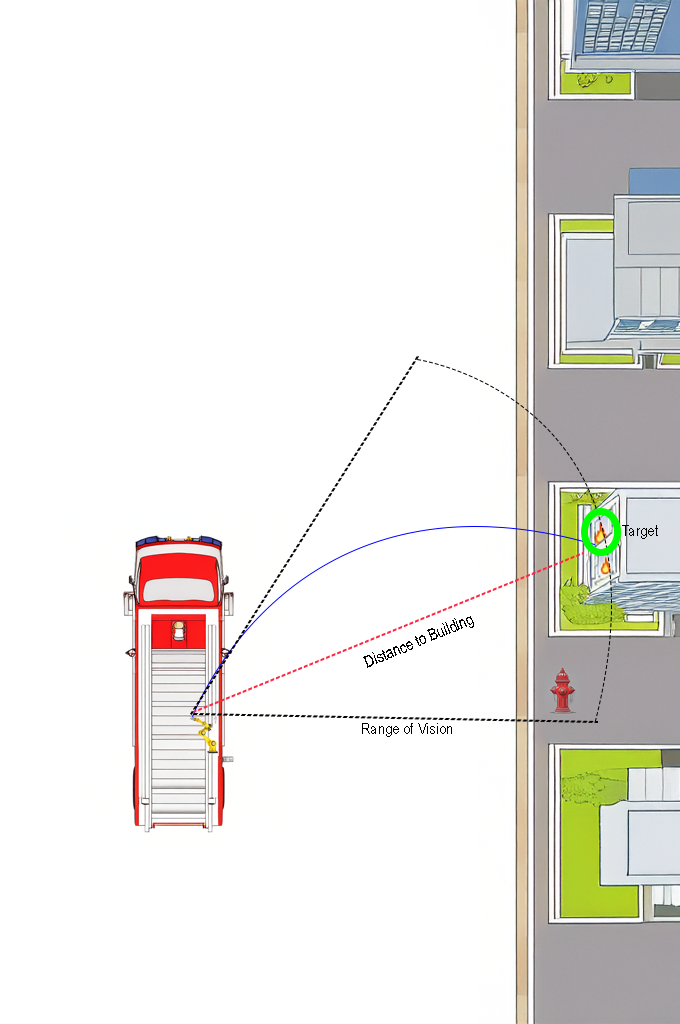 Target
Distance to Building
Range of Vision